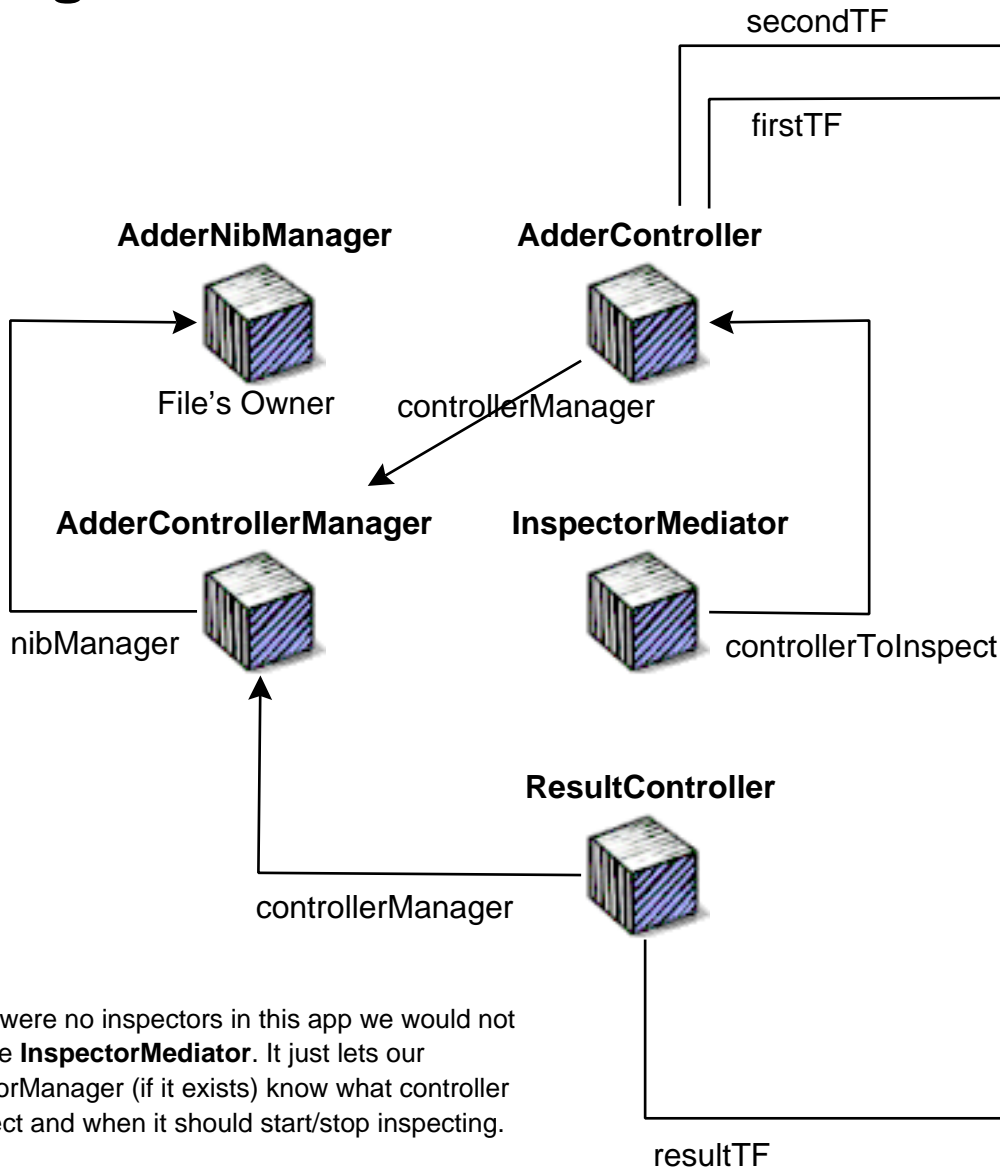 secondTF
firstTF
AdderNibManager
AdderController
File's Owner
controllerManager
AdderControllerManager
InspectorMediator
nibManager
controllerToInspect
ResultController
controllerManager
were no inspectors in this app we would not
e InspectorMediator. It just lets our
orManager (if it exists) know what controller
ect and when it should start/stop inspecting.
resultTF